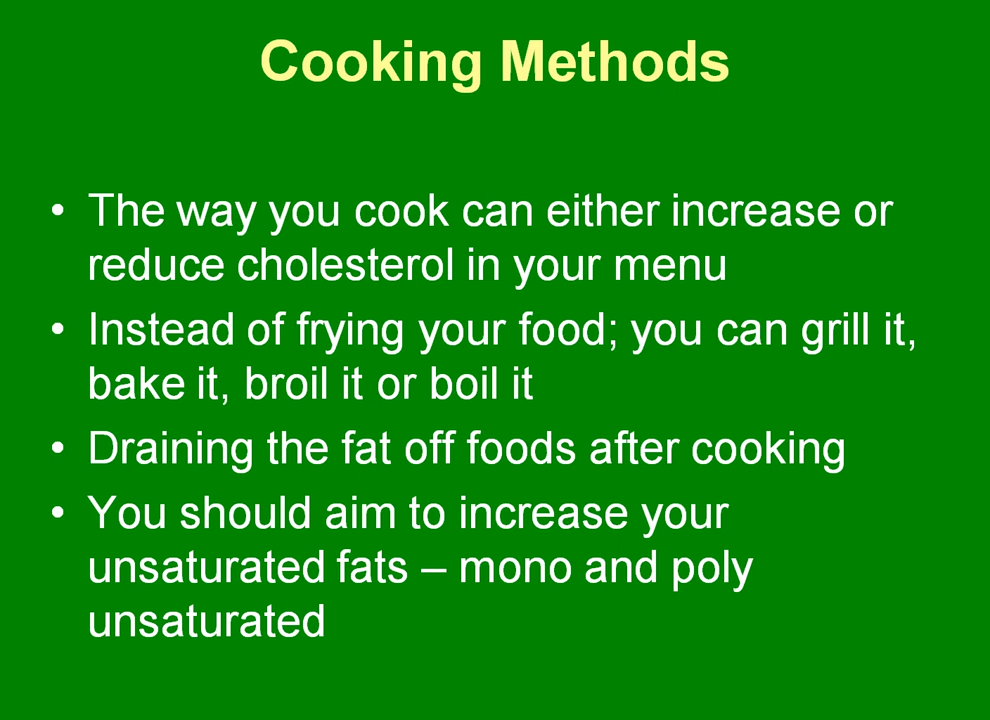 Cooking Methods
• The way you cook can either increase or
reduce cholesterol in your menu
• Instead of frying your food; you can grill it,
bake it, broil it or boil it
• Draining the fat off foods after cooking
• You should aim to increase your
unsaturated fats – mono and poly
unsaturated